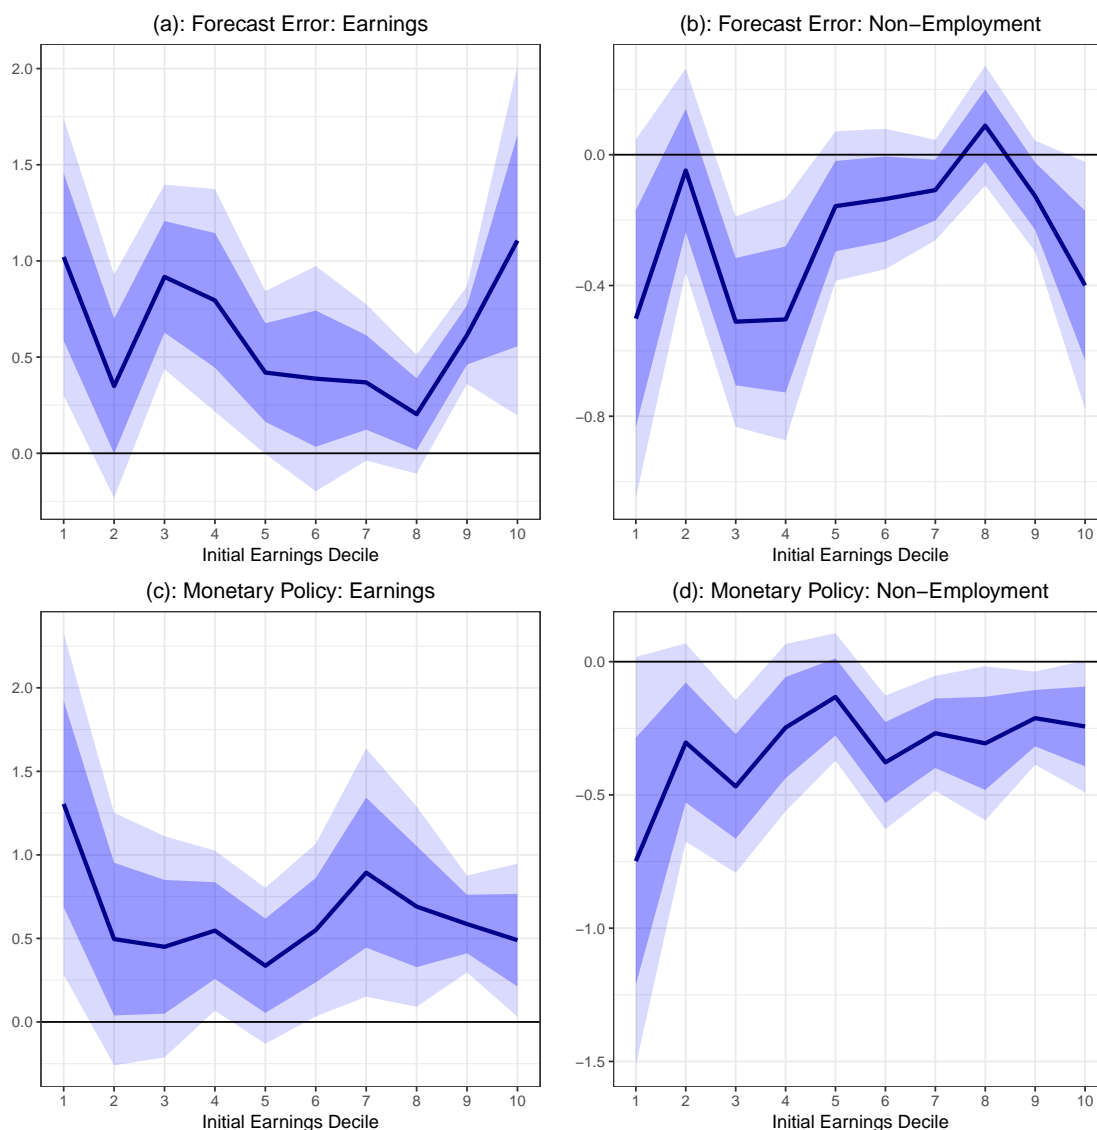 (a): Forecast Error: Earnings
2.0
1.5
1.0
0.5
0.0
1 2 3 4 5 6 7 8 9 10
Initial Earnings Decile
(b): Forecast Error: Non−Employment
0.0
−0.4
−0.8
1 2 3 4 5 6 7 8 9 10
Initial Earnings Decile
(c): Monetary Policy: Earnings
2.0
1.5
1.0
0.5
0.0
1 2 3 4 5 6 7 8 9 10
Initial Earnings Decile
(d): Monetary Policy: Non−Employment
0.0
−0.5
−1.0
−1.5
1 2 3 4 5 6 7 8 9 10
Initial Earnings Decile